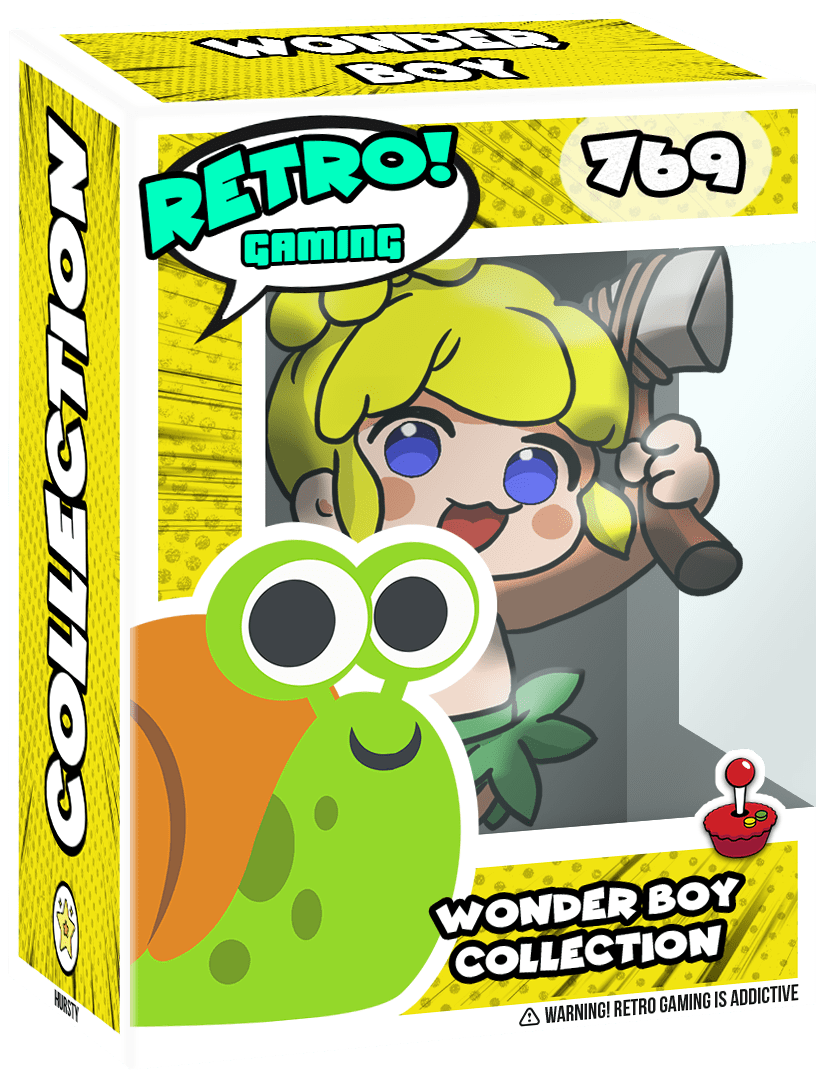 WONDER
BOY
RETRO!
GAMING
769
COLLECTION
HURSTY
WONDER BOY
COLLECTION
WARNING! RETRO GAMING IS ADDICTIVE